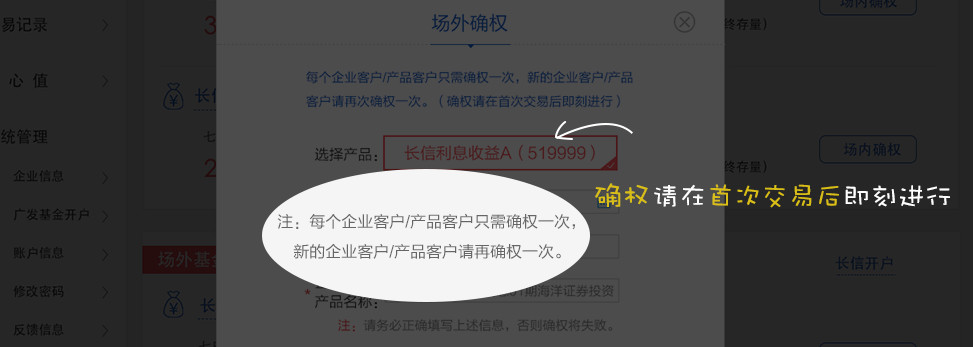 易记录
心 值
统管理
企业信息
广发基金开户
账户信息
修改密码
反馈信息
场外确权
每个企业客户/产品客户只需确权一次，新的企业客户/产品
客户请再次确权一次。（确权请在首次交易后即刻进行）
选择产品：
长信利息收益A（519999）
注：每个企业客户/产品客户只需确权一次，
新的企业客户/产品客户请再确权一次。
* 产品名称：
期海洋证券投资
注：请务必正确填写上述信息，否则确权将失败。
确权请在首次交易后即刻进行
场内确权
终存量)
场内确权
终存量)
长信开户
场外基金